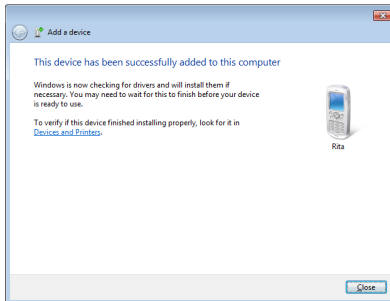 Add a device
This device has been successfully added to this computer
Windows is now checking for drivers and will install them if
necessary. You may need to wait for this to finish before your device
is ready to use.
To verify if this device finished installing properly, look for it in
Devices and Printers.
Rita
Close